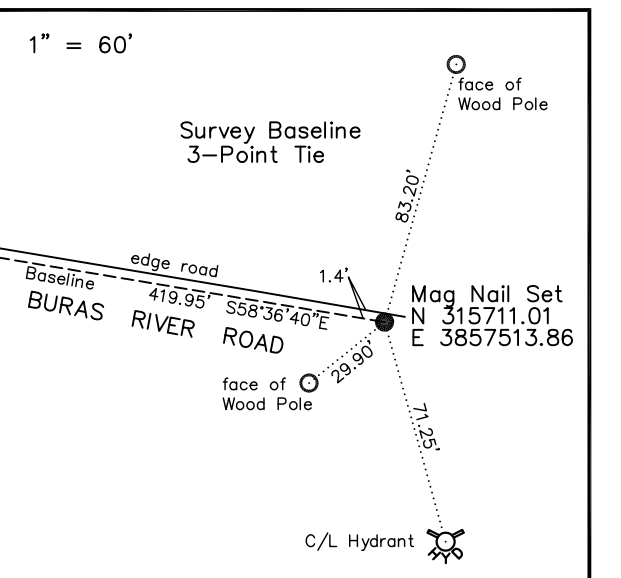 1” = 60’
face of
Wood Pole
Survey Baseline
3–Point Tie
83.20’
edge road
Baseline
1.4’
419.95’ S58°36’40”E
BURAS RIVER ROAD
Mag Nail Set
N 315711.01
E 3857513.86
29.90’
face of
Wood Pole
71.25’
C/L Hydrant
HYD